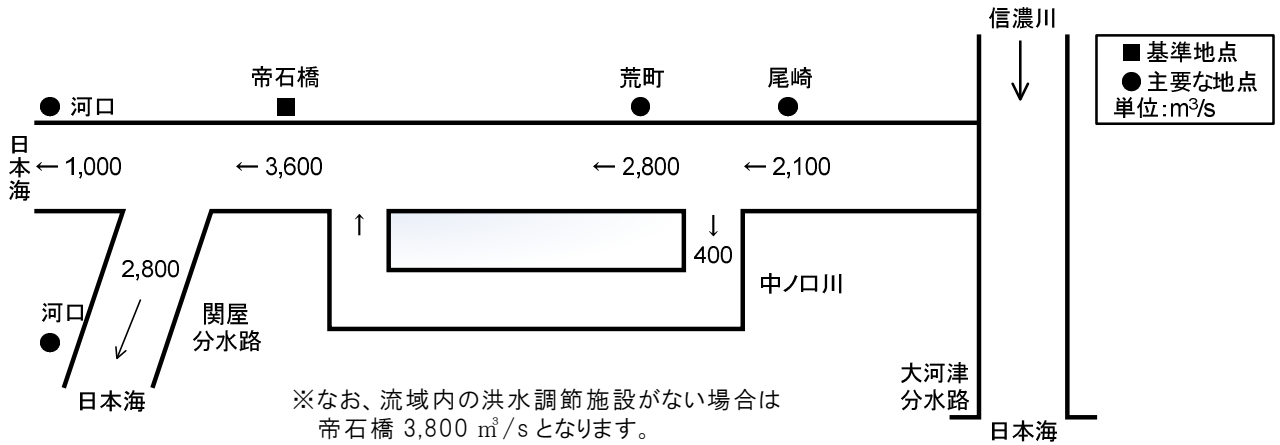 信濃川
■ 基準地点
● 主要な地点
単位:m³/s
帝石橋
荒町
尾崎
河口
日本海
← 1,000
← 3,600
← 2,800
← 2,100
↑
↓
400
2,800
中ノ口川
河口
関屋
分水路
日本海
大河津
分水路
日本海
※なお、流域内の洪水調節施設がない場合は
帝石橋 3,800 ㎥/s となります。